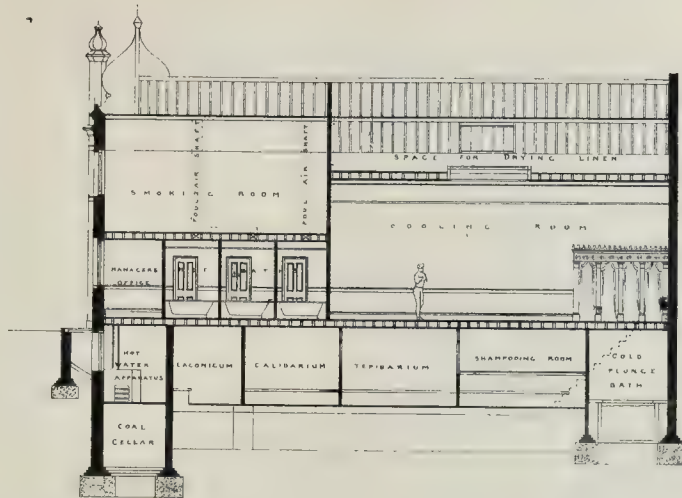 FOUL AIR SHAFT
FOUL AIR SHAFT
SPACE FOR DRYING LINEN
SMOKING ROOM
COOLING ROOM
MANAGERS
OFFICE
HOT
WATER
APPARATUS
LACONICUM
CALIDARIUM
TEPIDARIUM
SHAMPOOING ROOM
COLD
PLUNGE
BATH
COAL
CELLAR